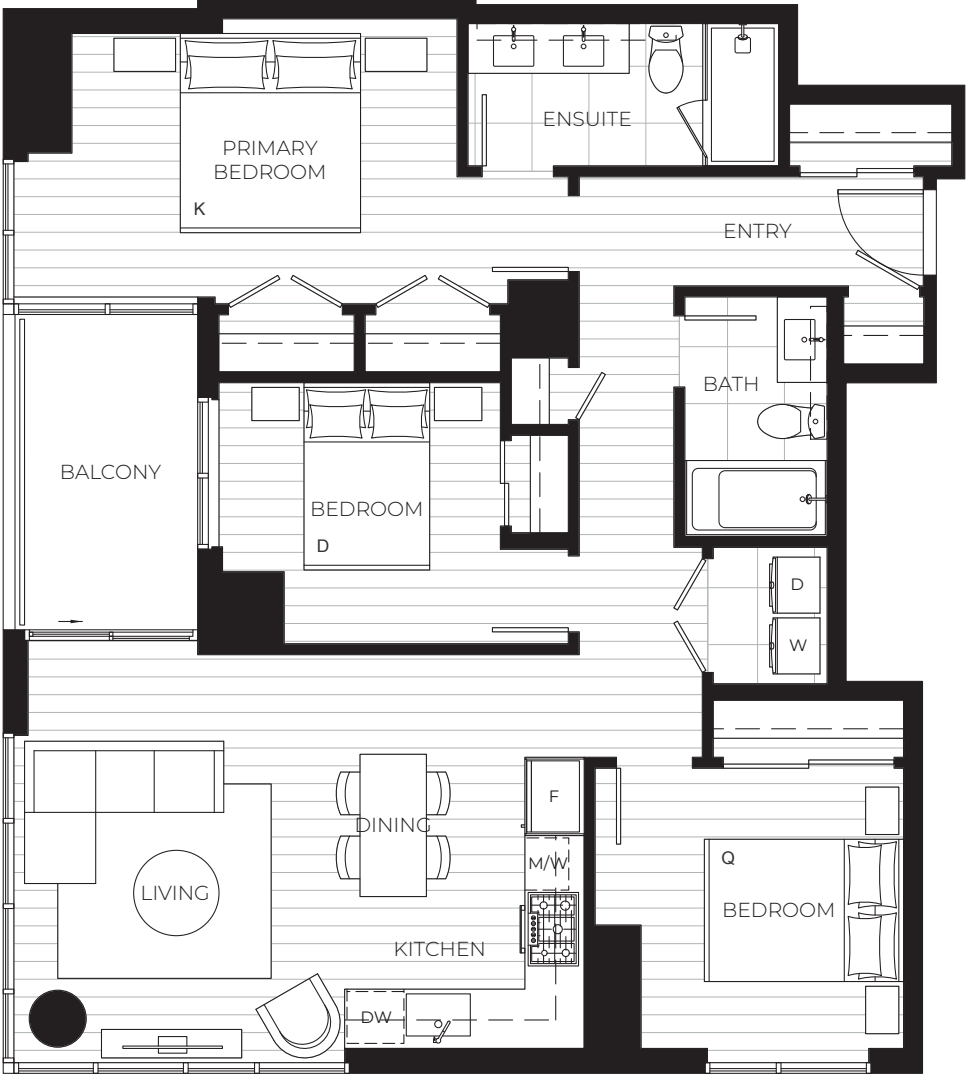 ENSUITE
PRIMARY
BEDROOM
K
ENTRY
BATH
BALCONY
BEDROOM
D
D
W
F
DINING
M/W
Q
LIVING
BEDROOM
KITCHEN
DW